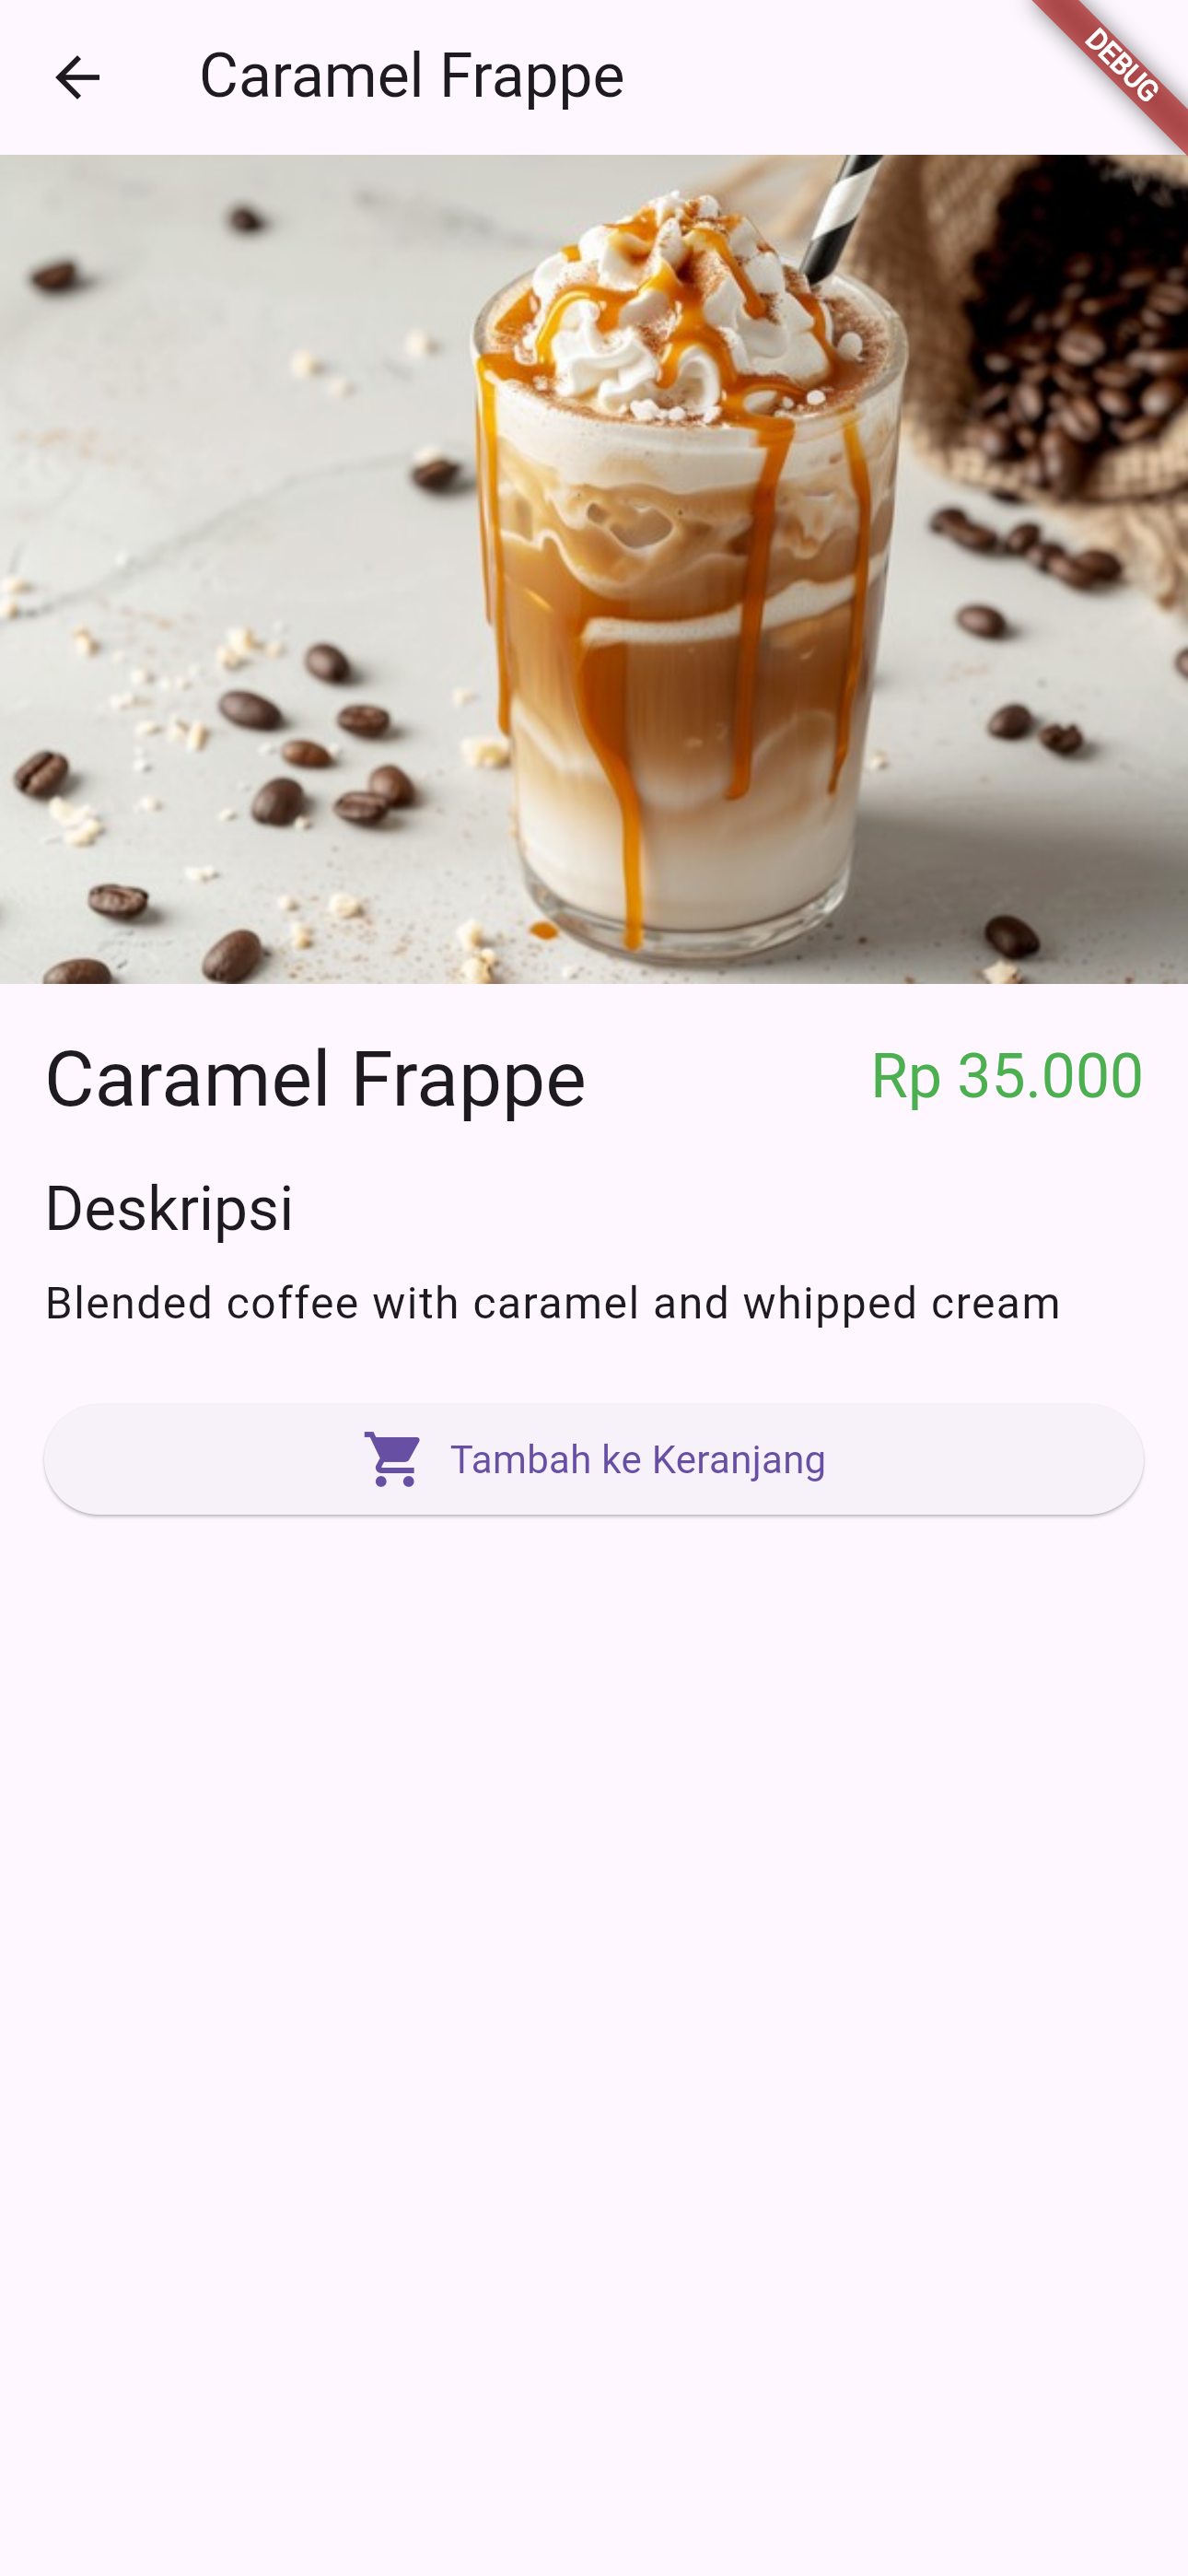 Caramel Frappe
DEBUG
Caramel Frappe
Rp 35.000
Deskripsi
Blended coffee with caramel and whipped cream
Tambah ke Keranjang